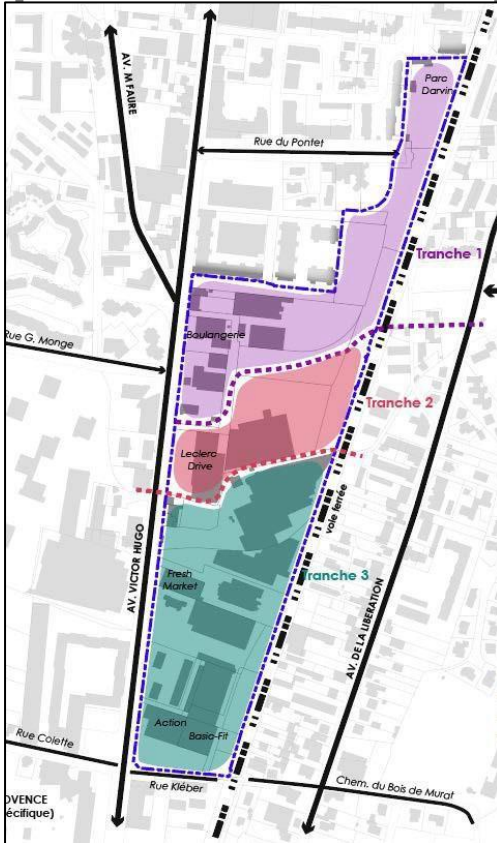 AV. M FAURE
Parc
Darvin
Rue du Pontet
Tranche 1
Boulangerie
Rue G. Monge
Tranche 2
Leclerc
Drive
voie ferrée
AV. VICTOR HUGO
Fresh
Market
Tranche 3
AV. DE LA LIBERATION
Action
Basic-Fit
Rue Colette
Rue Kléber
Chem. du Bois de Murat
OVENCE
écifique)